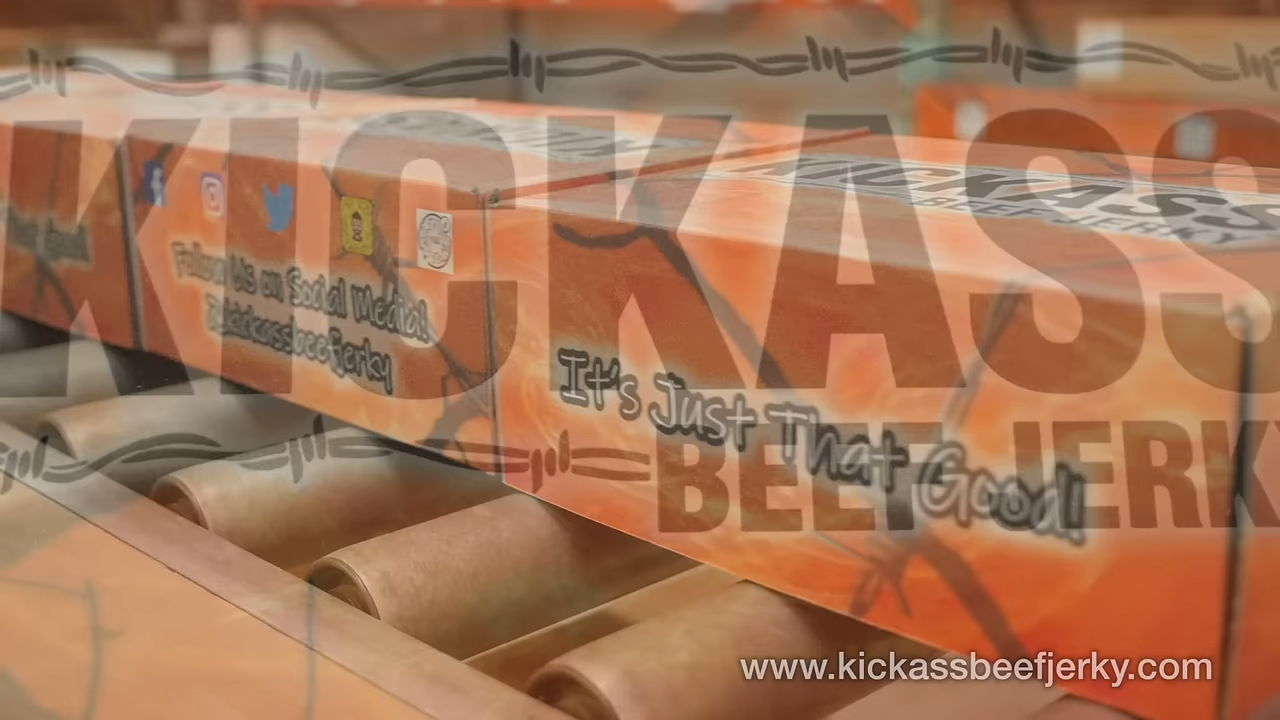 KICKASS
BEEF JERKY
KICKASS
BEEF JERKY
Follow Us on Social Media!
@kickassbeefjerky
It's Just That Good!
www.kickassbeefjerky.com